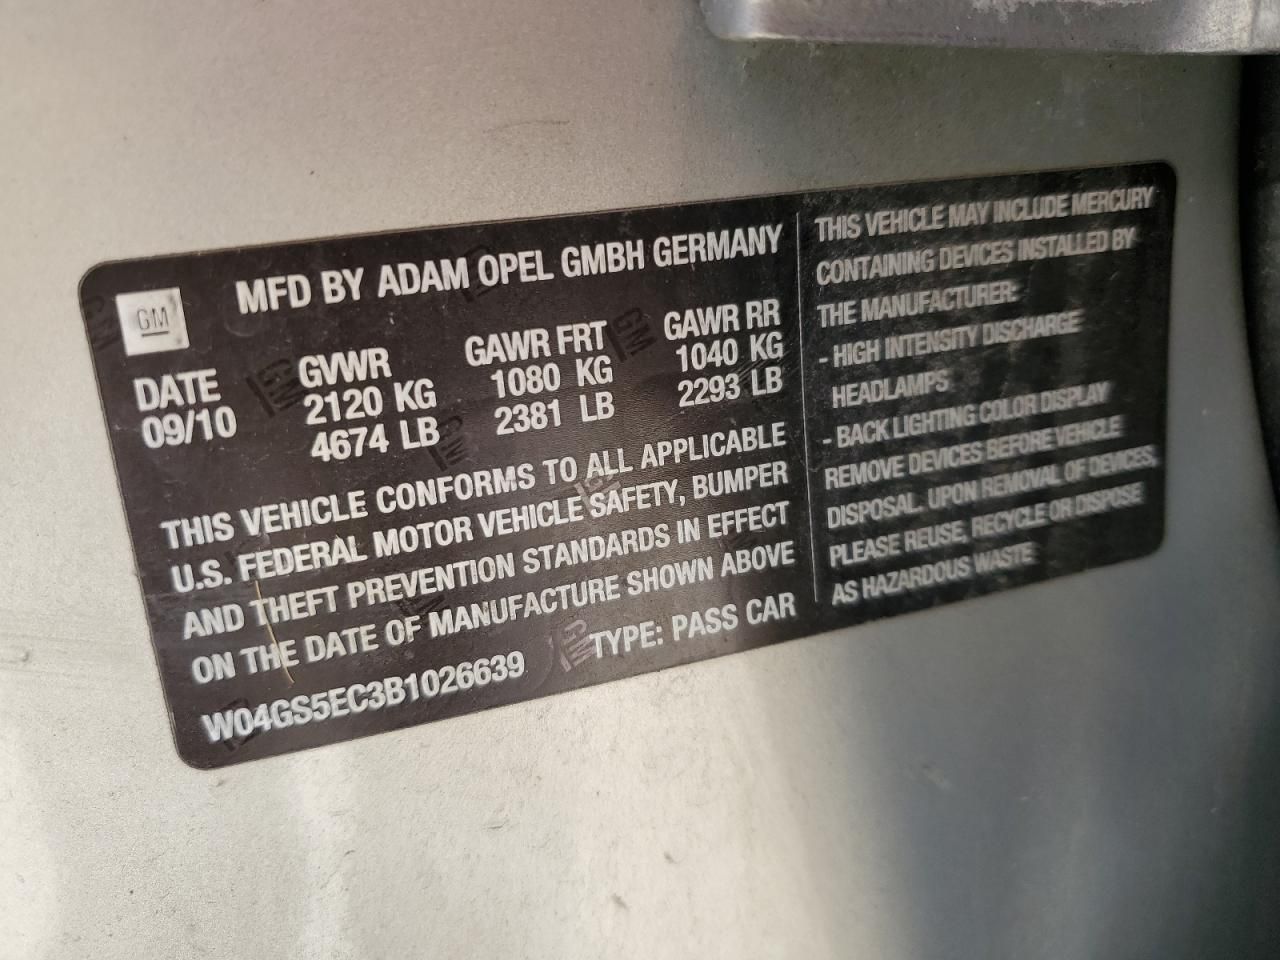 GM
MFD BY ADAM OPEL GMBH GERMANY
DATE GVWR GAWR FRT GAWR RR
09/10 2120 KG 1080 KG 1040 KG
4674 LB 2381 LB 2293 LB
THIS VEHICLE CONFORMS TO ALL APPLICABLE
U.S. FEDERAL MOTOR VEHICLE SAFETY, BUMPER
AND THEFT PREVENTION STANDARDS IN EFFECT
ON THE DATE OF MANUFACTURE SHOWN ABOVE
W04GS5EC3B1026639 TYPE: PASS CAR
THIS VEHICLE MAY INCLUDE MERCURY
CONTAINING DEVICES INSTALLED BY
THE MANUFACTURER:
- HIGH INTENSITY DISCHARGE
HEADLAMPS
- BACK LIGHTING COLOR DISPLAY
REMOVE DEVICES BEFORE VEHICLE
DISPOSAL. UPON REMOVAL OF DEVICES,
PLEASE REUSE, RECYCLE OR DISPOSE
AS HAZARDOUS WASTE